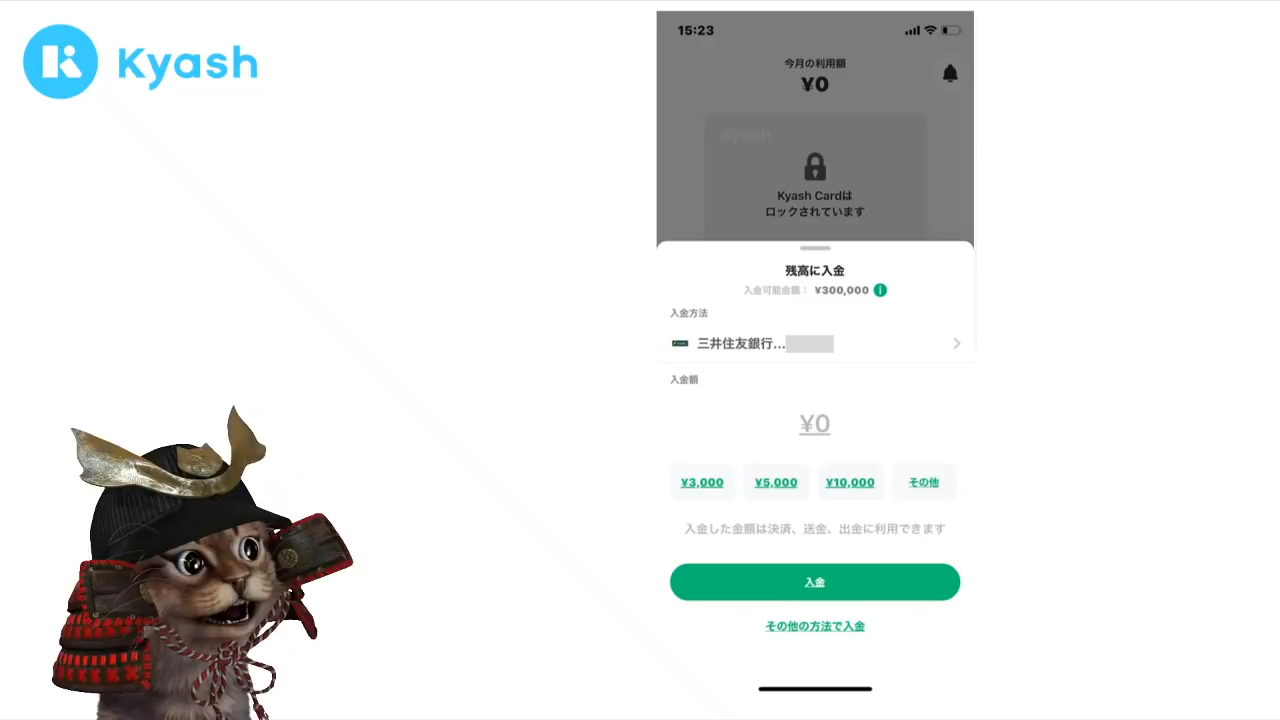 Kyash
15:23
今月の利用額
¥0
Kyash
Kyash Cardは
ロックされています
残高に入金
入金可能金額： ¥300,000
入金方法
三井住友銀行...
入金額
¥0
¥3,000 ¥5,000 ¥10,000 その他
入金した金額は決済、送金、出金に利用できます
入金
その他の方法で入金